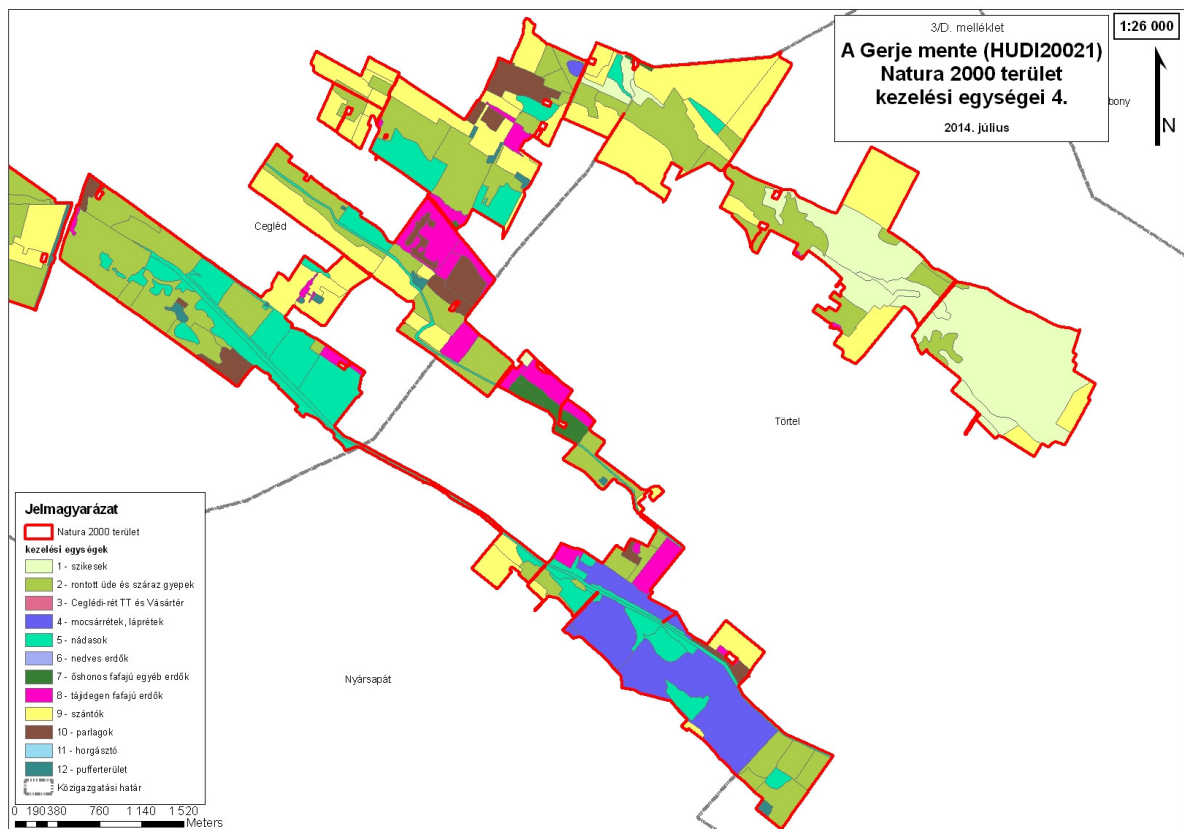 3/D. melléklet
A Gerje mente (HUDI20021)
Natura 2000 terület
kezelési egységei 4.
2014. július
1:26 000
N
bony
Cegléd
Törtel
Nyársapát
Jelmagyarázat
Natura 2000 terület
kezelési egységek
1 - szikesek
2 - rontott üde és száraz gyepek
3 - Ceglédi-rét TT és Vásártér
4 - mocsárrétek, láprétek
5 - nádasok
6 - nedves erdők
7 - őshonos fafajú egyéb erdők
8 - tájidegen fafajú erdők
9 - szántók
10 - parlagok
11 - horgásztó
12 - pufferterület
Közigazgatási határ
0 190 380 760 1 140 1 520
Meters